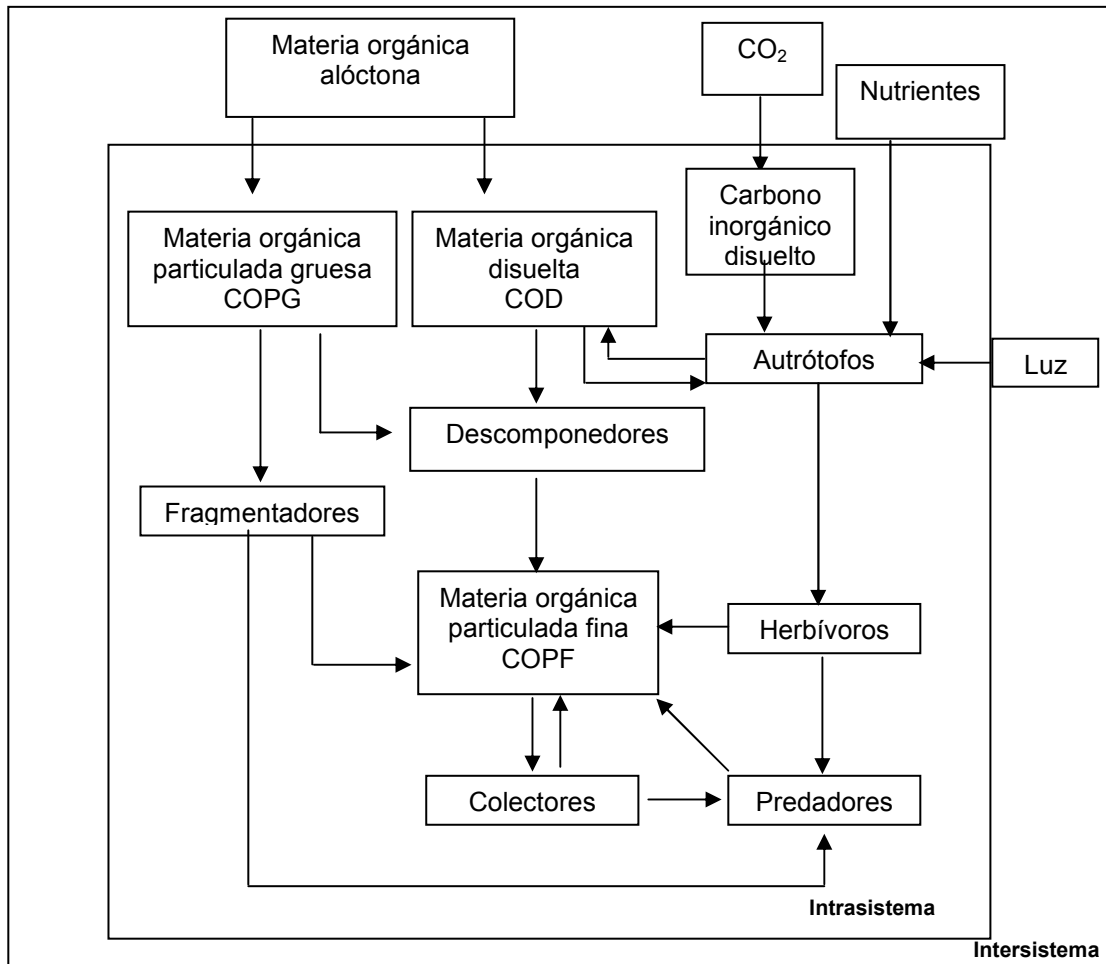 Materia orgánica
alóctona
CO₂
Nutrientes
Materia orgánica
particulada gruesa
COPG
Materia orgánica
disuelta
COD
Carbono
inorgánico
disuelto
Autrótofos
Luz
Descomponedores
Fragmentadores
Materia orgánica
particulada fina
COPF
Herbívoros
Colectores
Predadores
Intrasistema
Intersistema